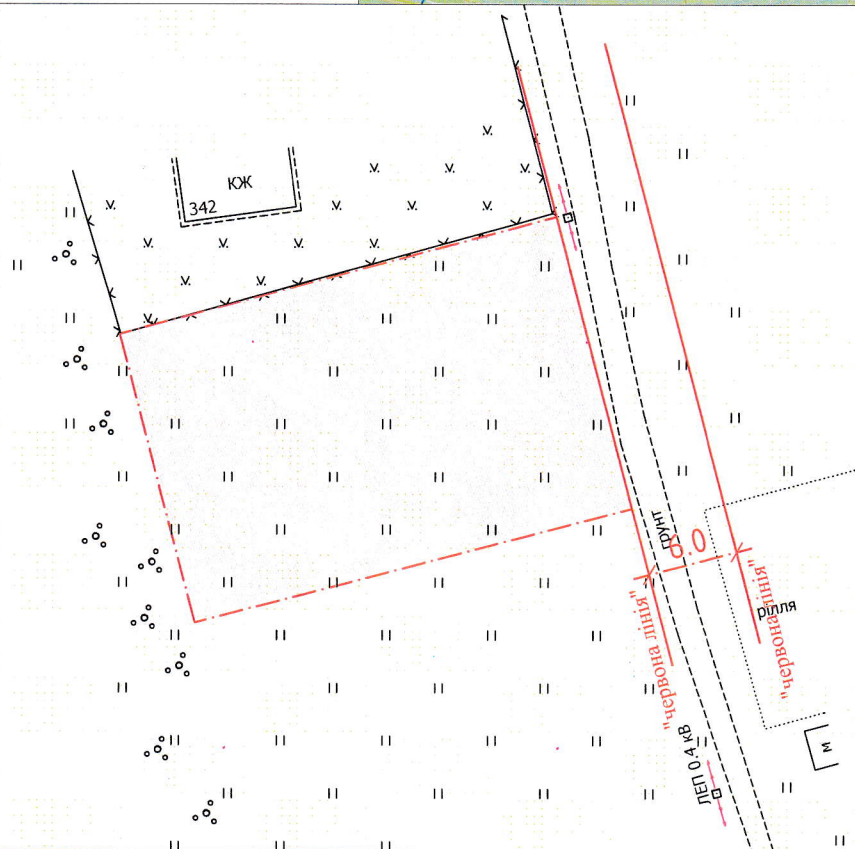 КЖ
342
ґрунт
6.0
"червона лінія"
"червона лінія"
рілля
ЛЕП 0.4 кВ
м